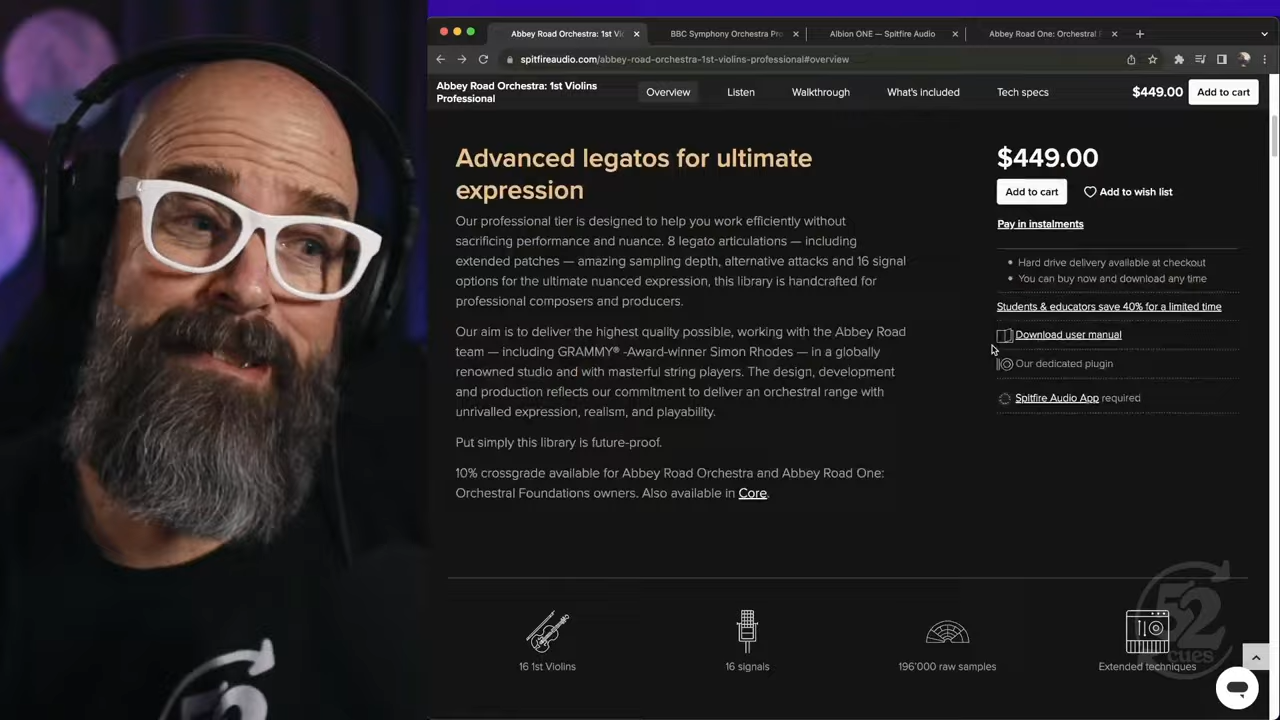 Abbey Road Orchestra: 1st Vi
BBC Symphony Orchestra Pro
Albion ONE — Spitfire Audio
Abbey Road One: Orchestral
spitfireaudio.com/abbey-road-orchestra-1st-violins-professional#overview
Abbey Road Orchestra: 1st Violins
Professional
Overview
Listen
Walkthrough
What's included
Tech specs
$449.00
Add to cart
Advanced legatos for ultimate
expression
Our professional tier is designed to help you work efficiently without
sacrificing performance and nuance. 8 legato articulations — including
extended patches — amazing sampling depth, alternative attacks and 16 signal
options for the ultimate nuanced expression, this library is handcrafted for
professional composers and producers.
Our aim is to deliver the highest quality possible, working with the Abbey Road
team — including GRAMMY® -Award-winner Simon Rhodes — in a globally
renowned studio and with masterful string players. The design, development
and production reflects our commitment to deliver an orchestral range with
unrivalled expression, realism, and playability.
Put simply this library is future-proof.
10% crossgrade available for Abbey Road Orchestra and Abbey Road One:
Orchestral Foundations owners. Also available in Core.
$449.00
Add to cart
Add to wish list
Pay in instalments
Hard drive delivery available at checkout
You can buy now and download any time
Students & educators save 40% for a limited time
Download user manual
Our dedicated plugin
Spitfire Audio App required
16 1st Violins
16 signals
196'000 raw samples
Extended techniques
52
cues